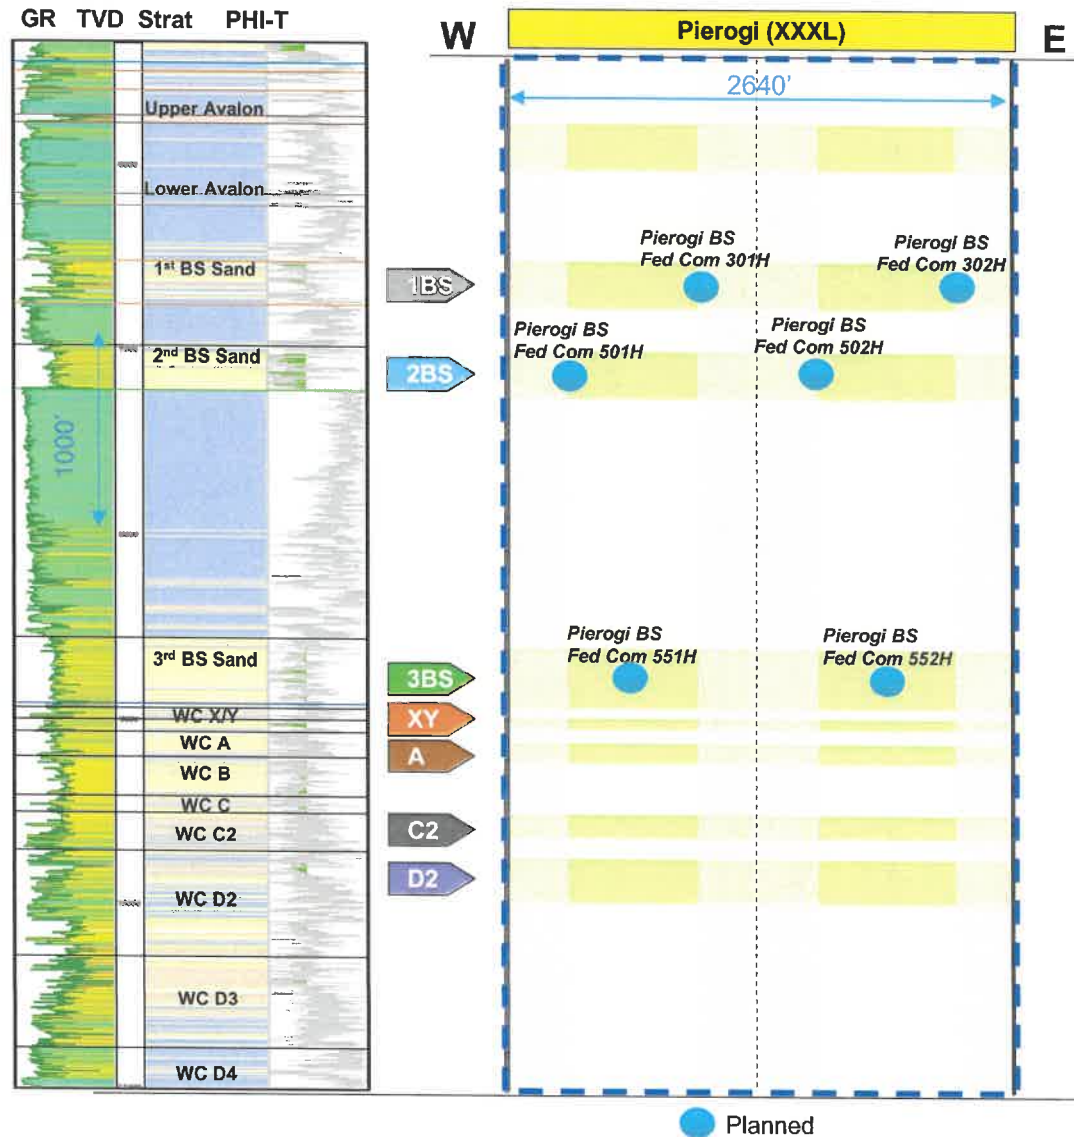 GR TVD Strat PHI-T
W
Pierogi (XXXL)
E
2640'
Upper Avalon
Lower Avalon
1st BS Sand
2nd BS Sand
1000'
3rd BS Sand
WC X/Y
WC A
WC B
WC C
WC C2
WC D2
WC D3
WC D4
1BS
2BS
3BS
XY
A
C2
D2
Pierogi BS
Fed Com 301H
Pierogi BS
Fed Com 302H
Pierogi BS
Fed Com 501H
Pierogi BS
Fed Com 502H
Pierogi BS
Fed Com 551H
Pierogi BS
Fed Com 552H
Planned